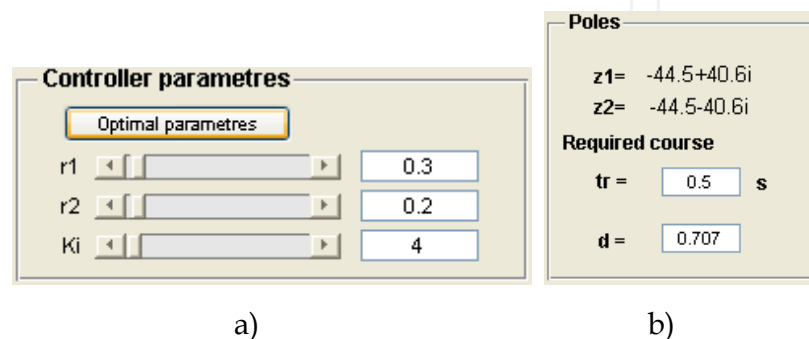 Controller parametres
Optimal parametres
r1 0.3
r2 0.2
Ki 4
a)
Poles
z1= -44.5+40.6i
z2= -44.5-40.6i
Required course
tr = 0.5 s
d = 0.707
b)